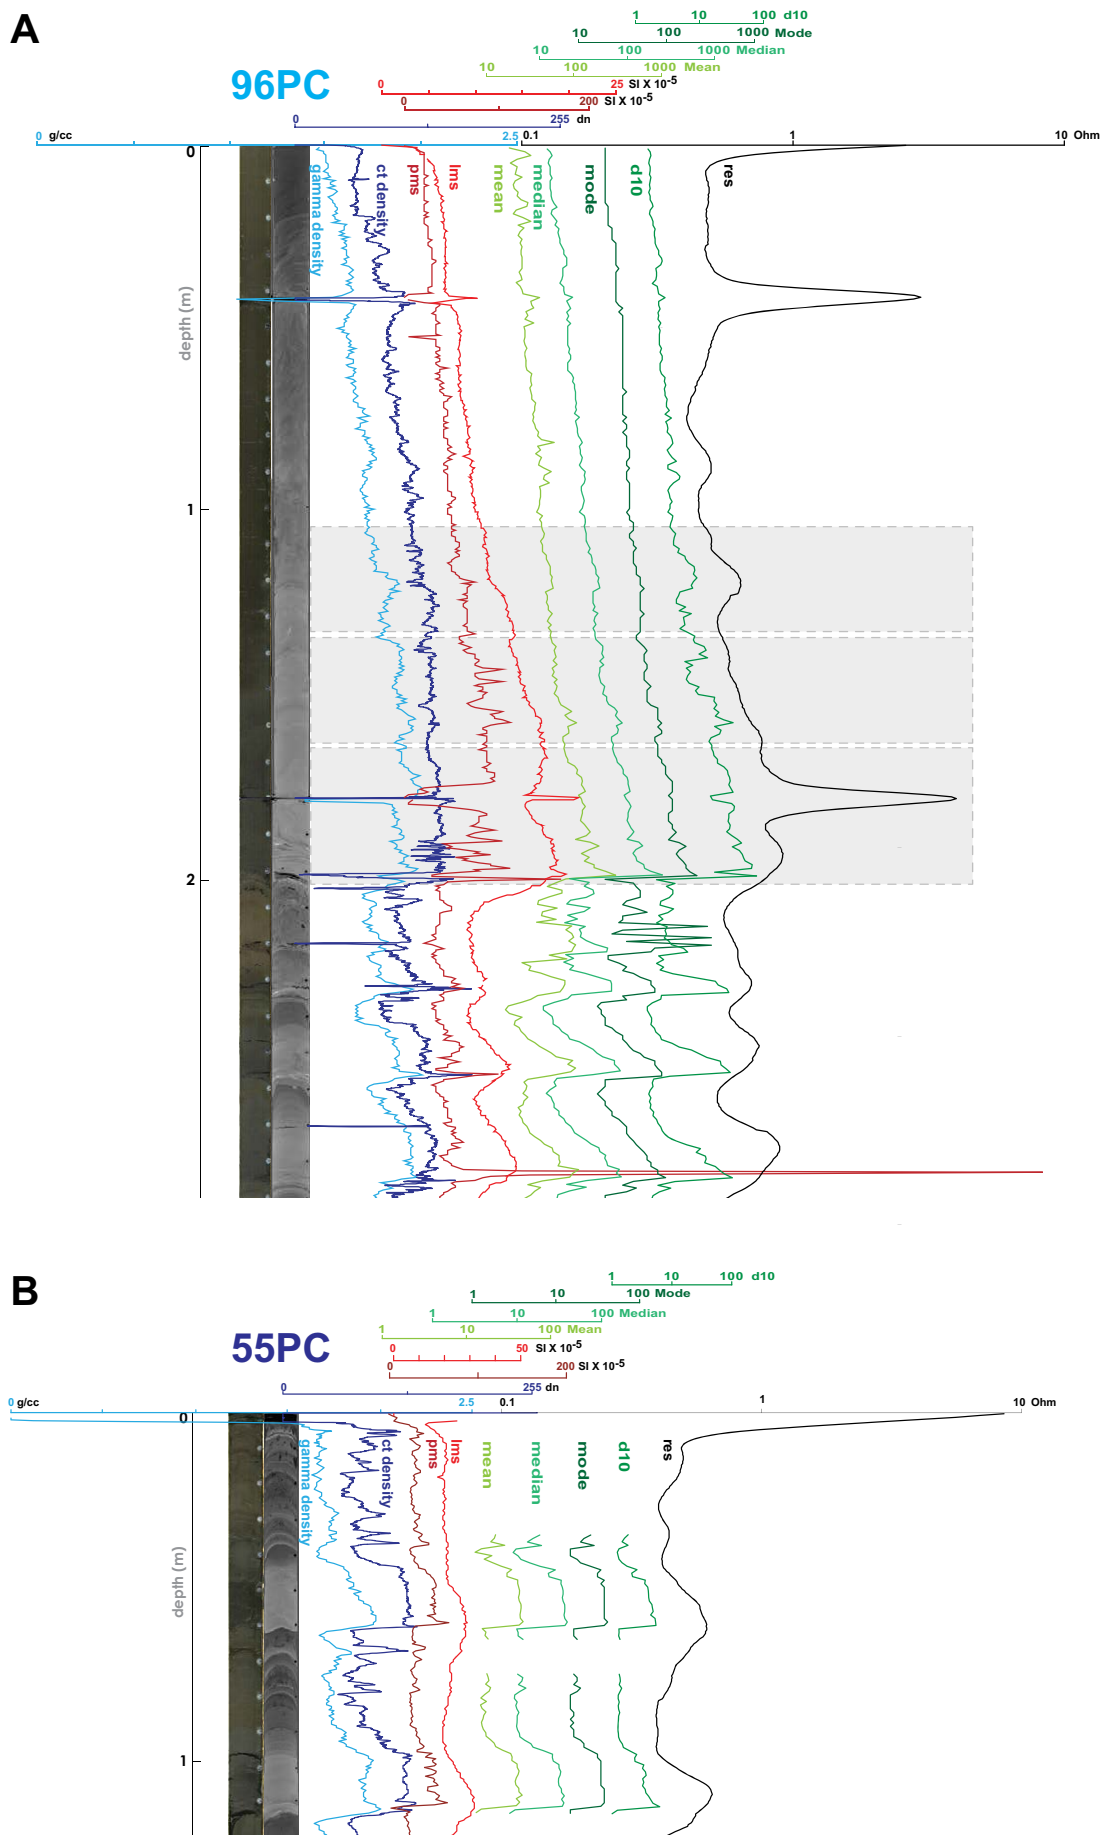 A
1 10 100 d10
10 100 1000 Mode
10 100 1000 Median
10 100 1000 Mean
96PC
0 25 SI X 10-5
0 200 SI X 10-5
0 255 dn
0 g/cc 2.5 0.1 1 10 Ohm
0
gamma density
ct density
pms
lms
mean
median
mode
d10
res
depth (m)
1
2
B
1 10 100 d10
1 10 100 Mode
1 10 100 Median
1 10 100 Mean
55PC
0 50 SI X 10-5
0 200 SI X 10-5
0 255 dn
0 g/cc 2.5 0.1 1 10 Ohm
0
gamma density
ct density
pms
lms
mean
median
mode
d10
res
depth (m)
1